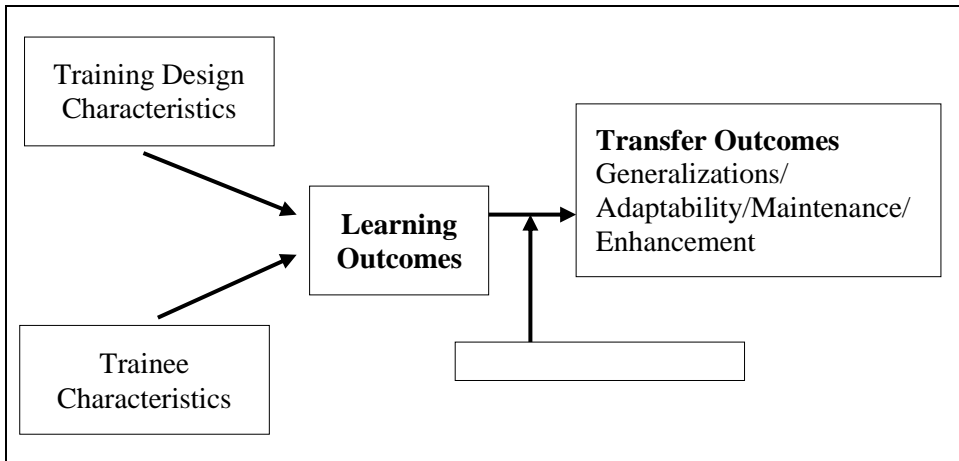 Training Design
Characteristics
Transfer Outcomes
Generalizations/
Adaptability/Maintenance/
Enhancement
Learning
Outcomes
Trainee
Characteristics